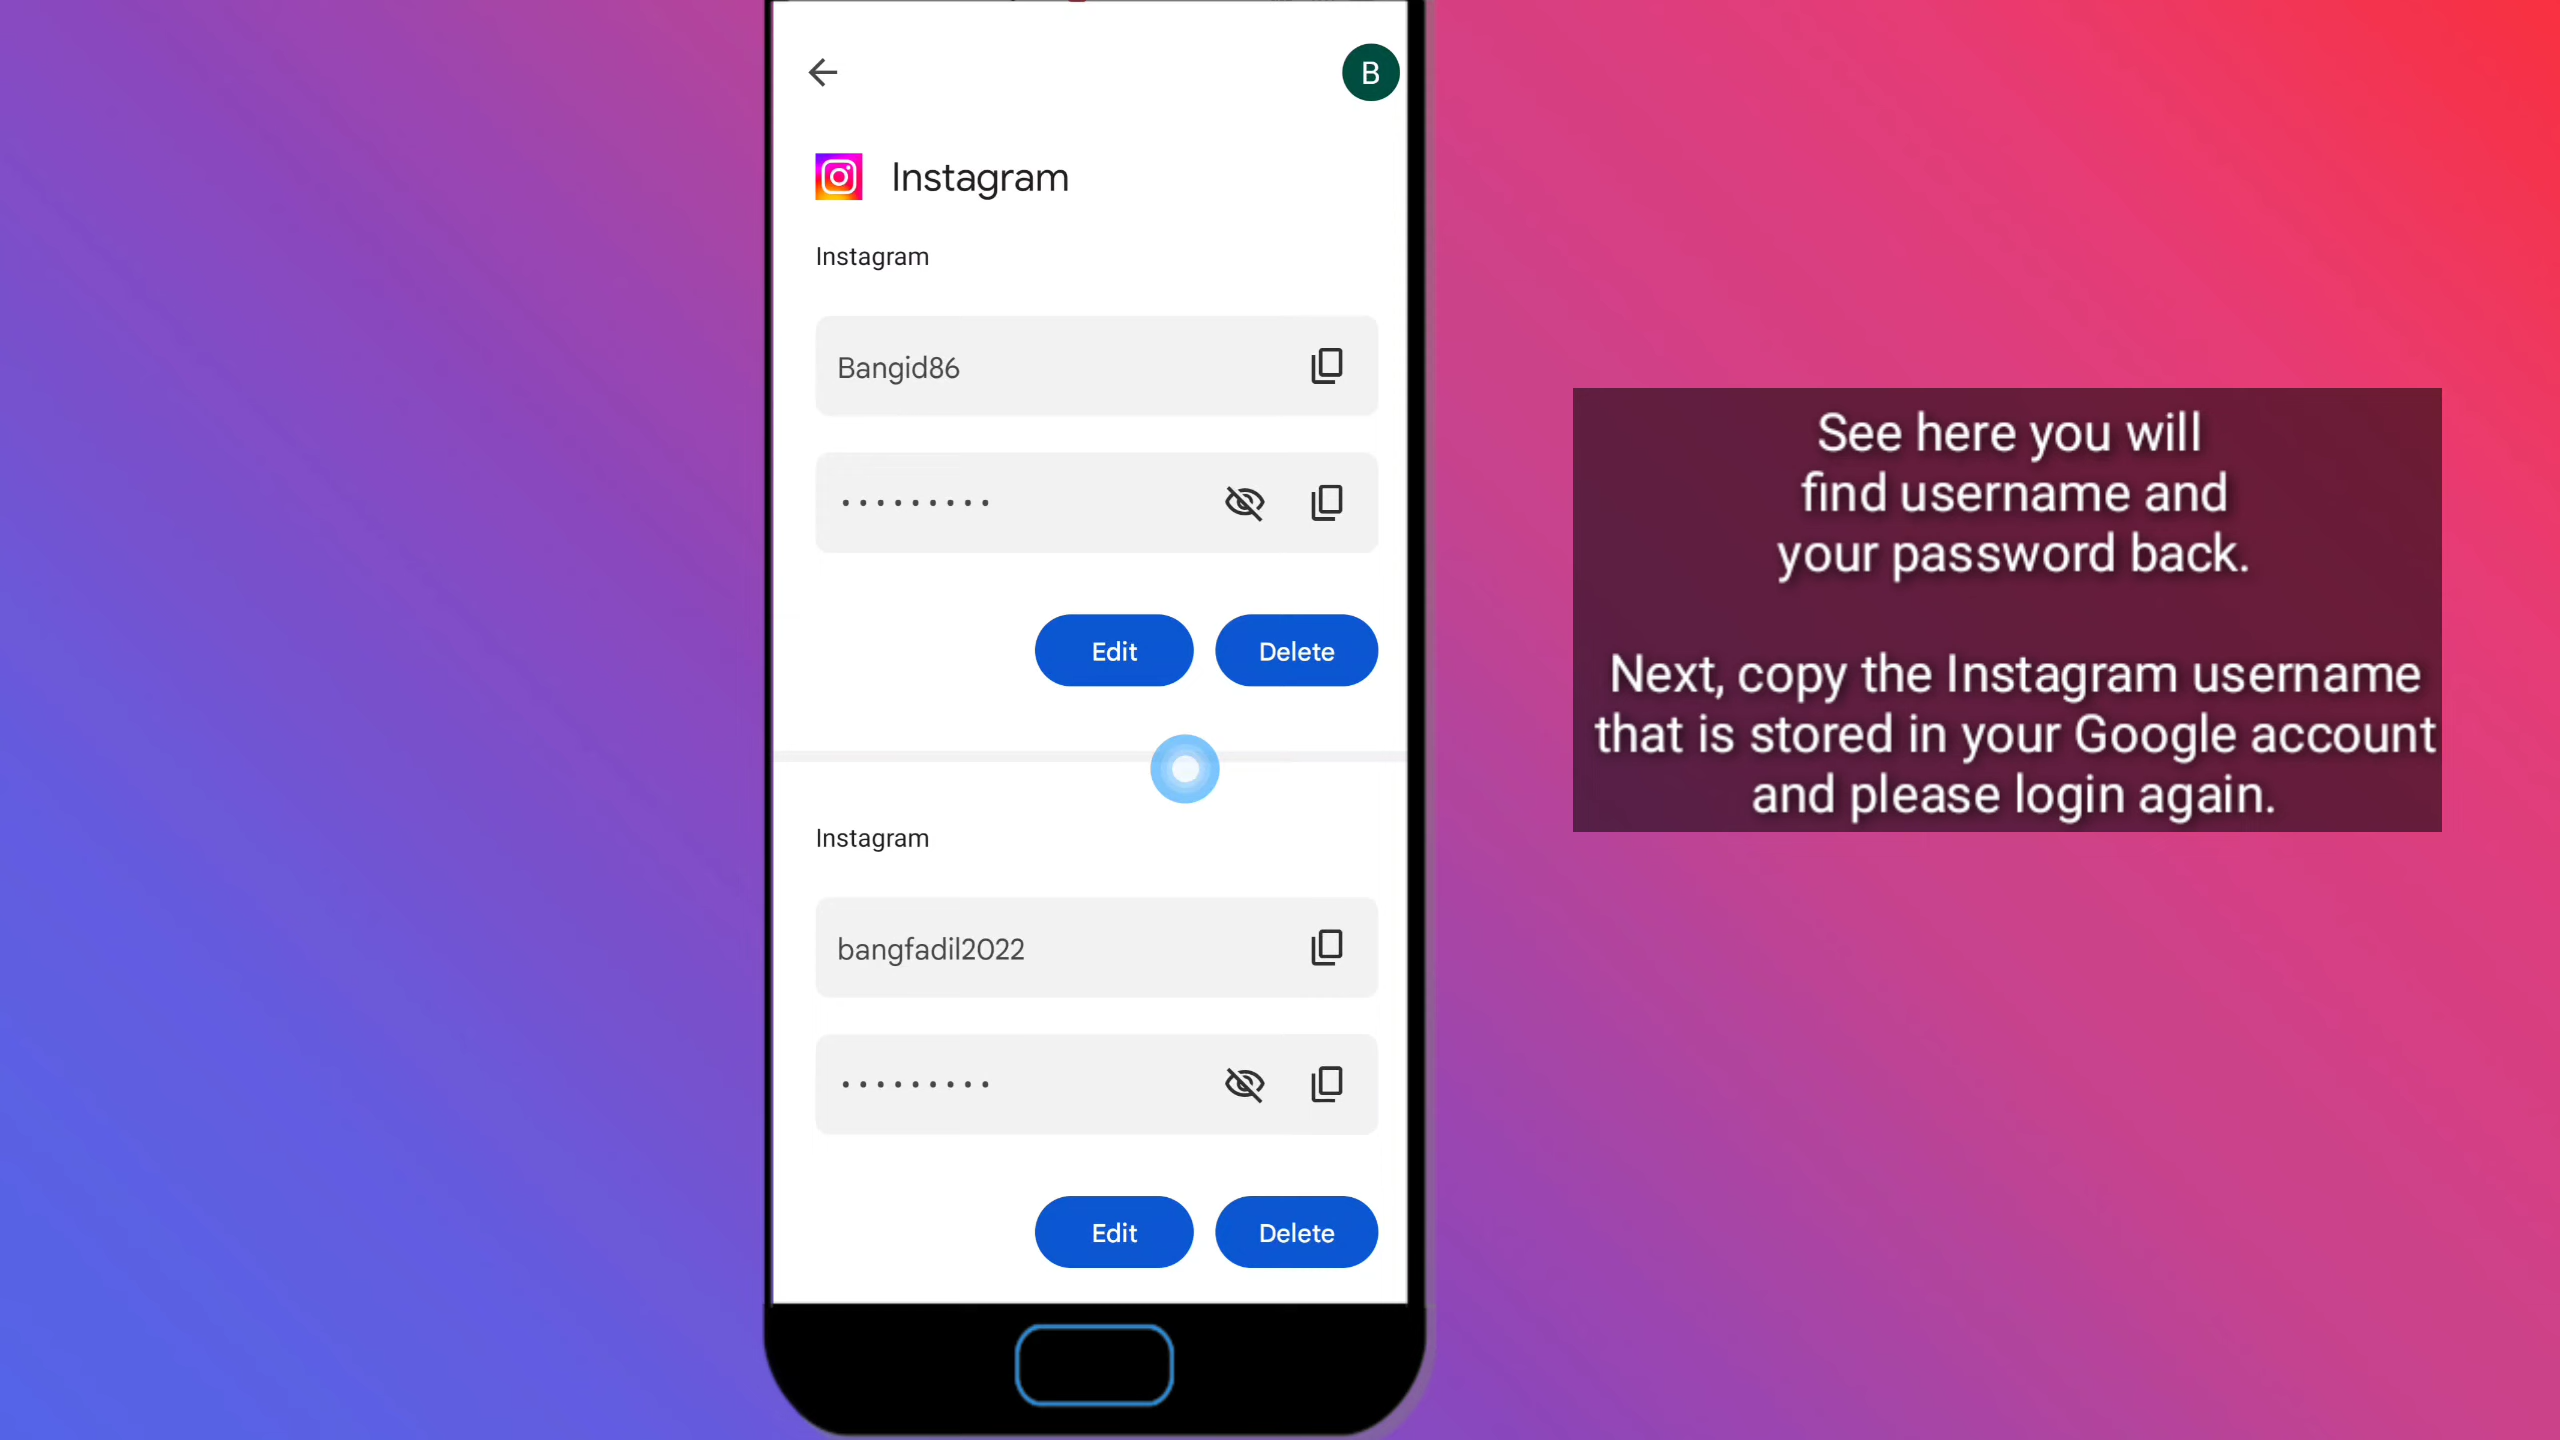 B
Instagram
Instagram
Bangid86
•••••••••
Edit
Delete
Instagram
bangfadil2022
•••••••••
Edit
Delete
See here you will
find username and
your password back.
Next, copy the Instagram username
that is stored in your Google account
and please login again.